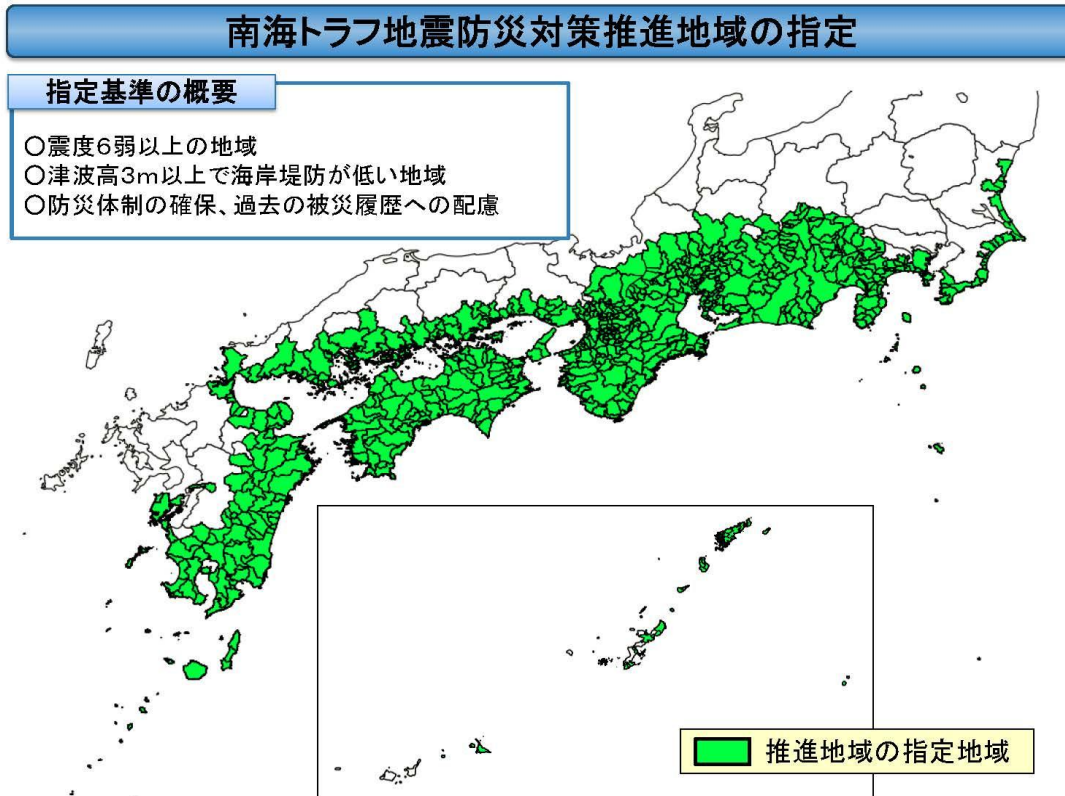 南海トラフ地震防災対策推進地域の指定
指定基準の概要
○震度６弱以上の地域
○津波高３ｍ以上で海岸堤防が低い地域
○防災体制の確保、過去の被災履歴への配慮
推進地域の指定地域